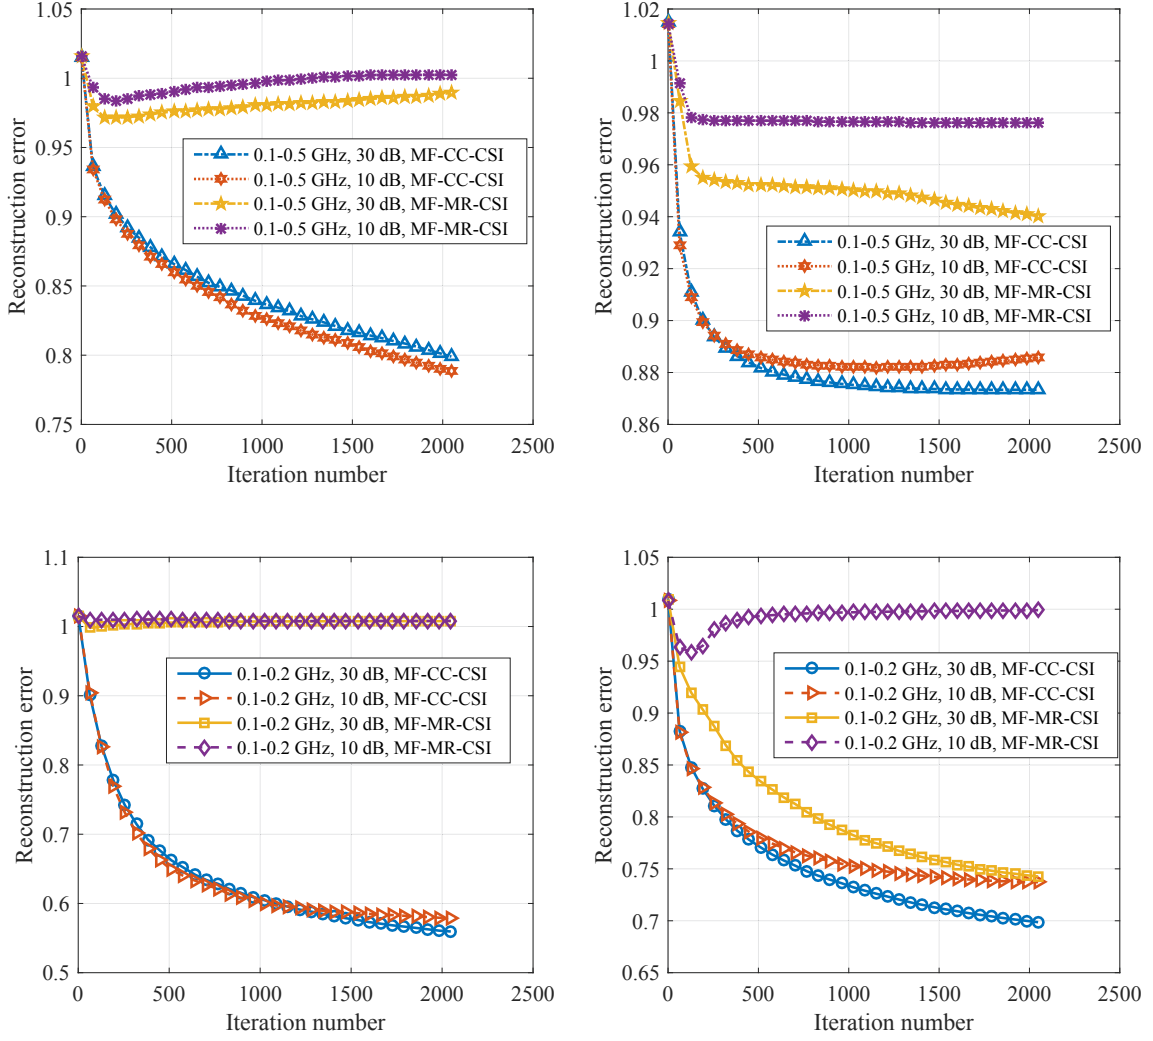 1.05
1
0.95
0.9
0.85
0.8
0.75
0
500
1000
1500
2000
2500
Reconstruction error
Iteration number
0.1-0.5 GHz, 30 dB, MF-CC-CSI
0.1-0.5 GHz, 10 dB, MF-CC-CSI
0.1-0.5 GHz, 30 dB, MF-MR-CSI
0.1-0.5 GHz, 10 dB, MF-MR-CSI
1.02
1
0.98
0.96
0.94
0.92
0.9
0.88
0.86
0
500
1000
1500
2000
2500
Reconstruction error
Iteration number
0.1-0.5 GHz, 30 dB, MF-CC-CSI
0.1-0.5 GHz, 10 dB, MF-CC-CSI
0.1-0.5 GHz, 30 dB, MF-MR-CSI
0.1-0.5 GHz, 10 dB, MF-MR-CSI
1.1
1
0.9
0.8
0.7
0.6
0.5
0
500
1000
1500
2000
2500
Reconstruction error
Iteration number
0.1-0.2 GHz, 30 dB, MF-CC-CSI
0.1-0.2 GHz, 10 dB, MF-CC-CSI
0.1-0.2 GHz, 30 dB, MF-MR-CSI
0.1-0.2 GHz, 10 dB, MF-MR-CSI
1.05
1
0.95
0.9
0.85
0.8
0.75
0.7
0.65
0
500
1000
1500
2000
2500
Reconstruction error
Iteration number
0.1-0.2 GHz, 30 dB, MF-CC-CSI
0.1-0.2 GHz, 10 dB, MF-CC-CSI
0.1-0.2 GHz, 30 dB, MF-MR-CSI
0.1-0.2 GHz, 10 dB, MF-MR-CSI